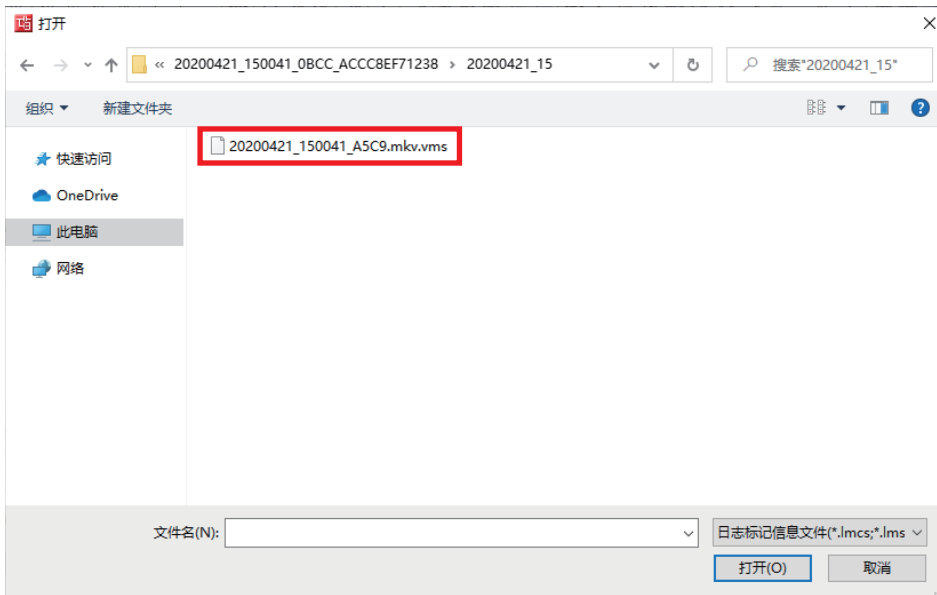 打开
« 20200421_150041_0BCC_ACCC8EF71238 › 20200421_15
搜索"20200421_15"
组织
新建文件夹
快速访问
OneDrive
此电脑
网络
20200421_150041_A5C9.mkv.vms
文件名(N):
日志标记信息文件(*.lmcs;*.lms
打开(O)
取消